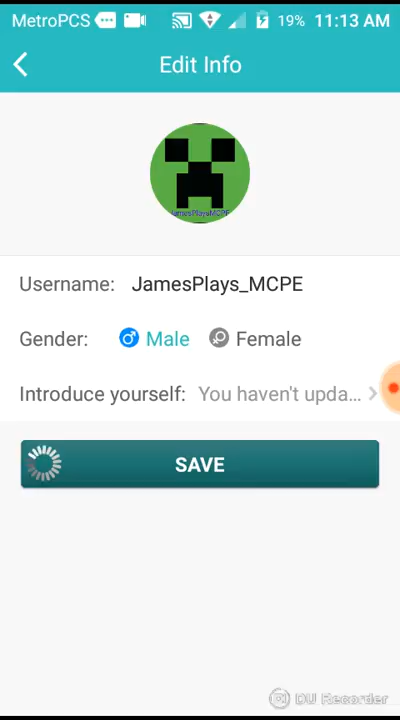 MetroPCS 19% 11:13 AM
Edit Info
JamesPlaysMCPE
Username: JamesPlays_MCPE
Gender: Male Female
Introduce yourself: You haven't upda...
SAVE
DU Recorder